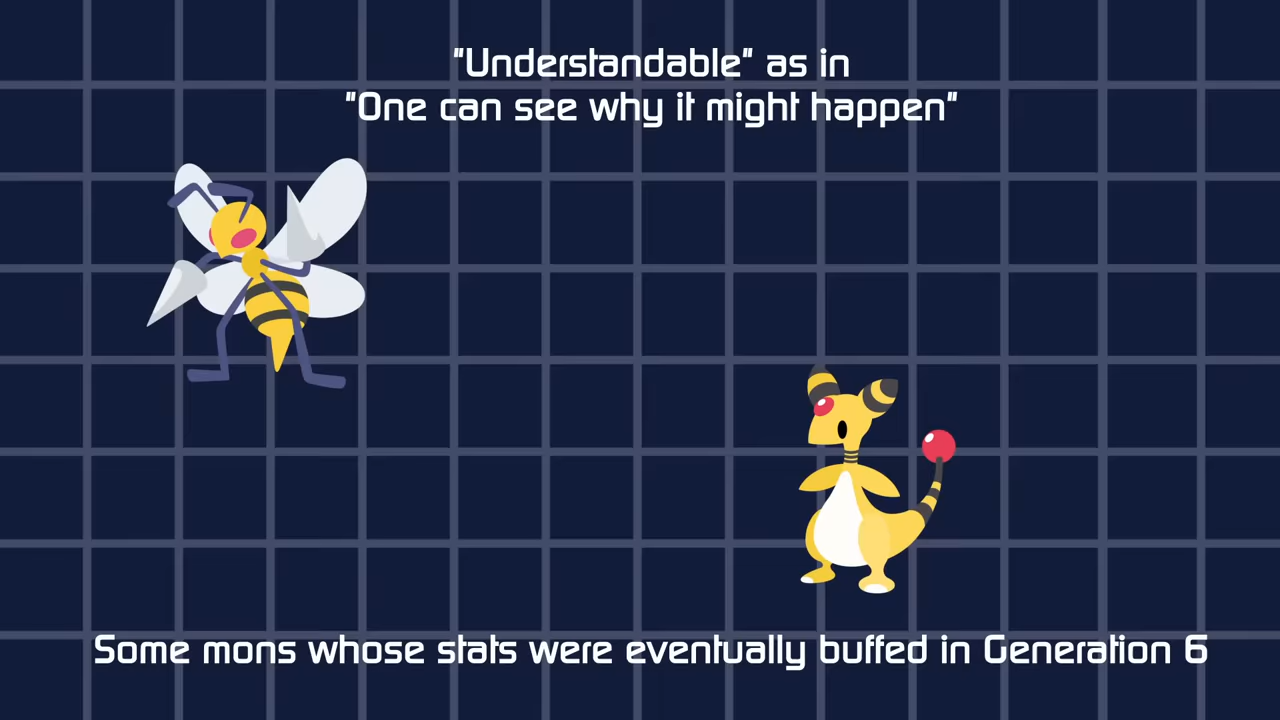 "Understandable" as in
"One can see why it might happen"
Some mons whose stats were eventually buffed in Generation 6